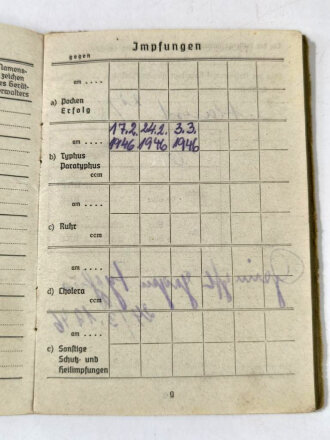 Namens-
zeichen
des Gerät-
verwalters
Impfungen
gegen
am ....
a) Pocken
Erfolg
17.2. 24.2. 3.3.
am .... 1946 1946 1946
b) Typhus
Paratyphus
ccm
am ....
c) Ruhr
ccm
am ....
d) Cholera
ccm
am ....
e) Sonstige
Schutz- und
Heilimpfungen
9